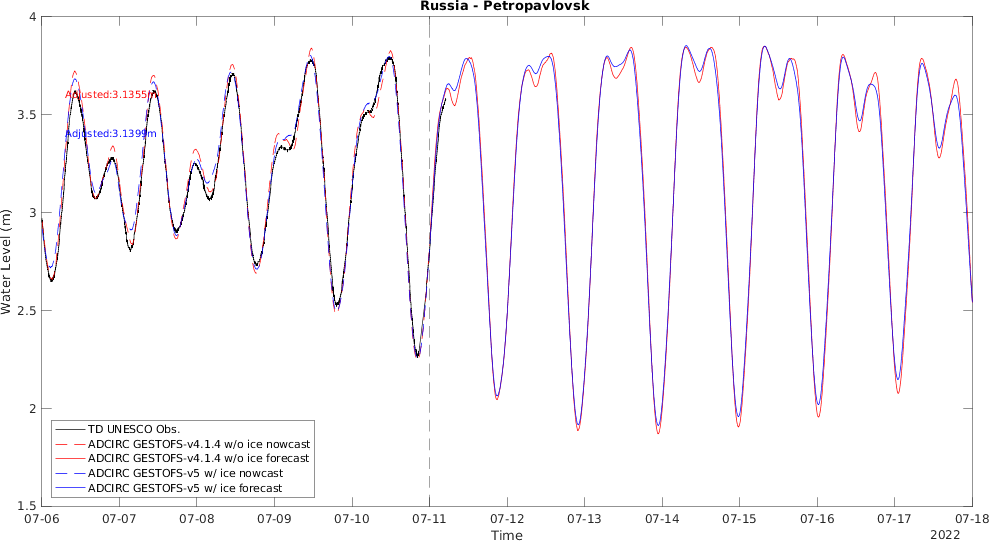 Russia - Petropavlovsk
4
3.5
3
2.5
2
1.5
Water Level (m)
Adjusted:3.1355m
Adjusted:3.1399m
TD UNESCO Obs.
ADCIRC GESTOFS-v4.1.4 w/o ice nowcast
ADCIRC GESTOFS-v4.1.4 w/o ice forecast
ADCIRC GESTOFS-v5 w/ ice nowcast
ADCIRC GESTOFS-v5 w/ ice forecast
07-06 07-07 07-08 07-09 07-10 07-11 07-12 07-13 07-14 07-15 07-16 07-17 07-18
Time
2022